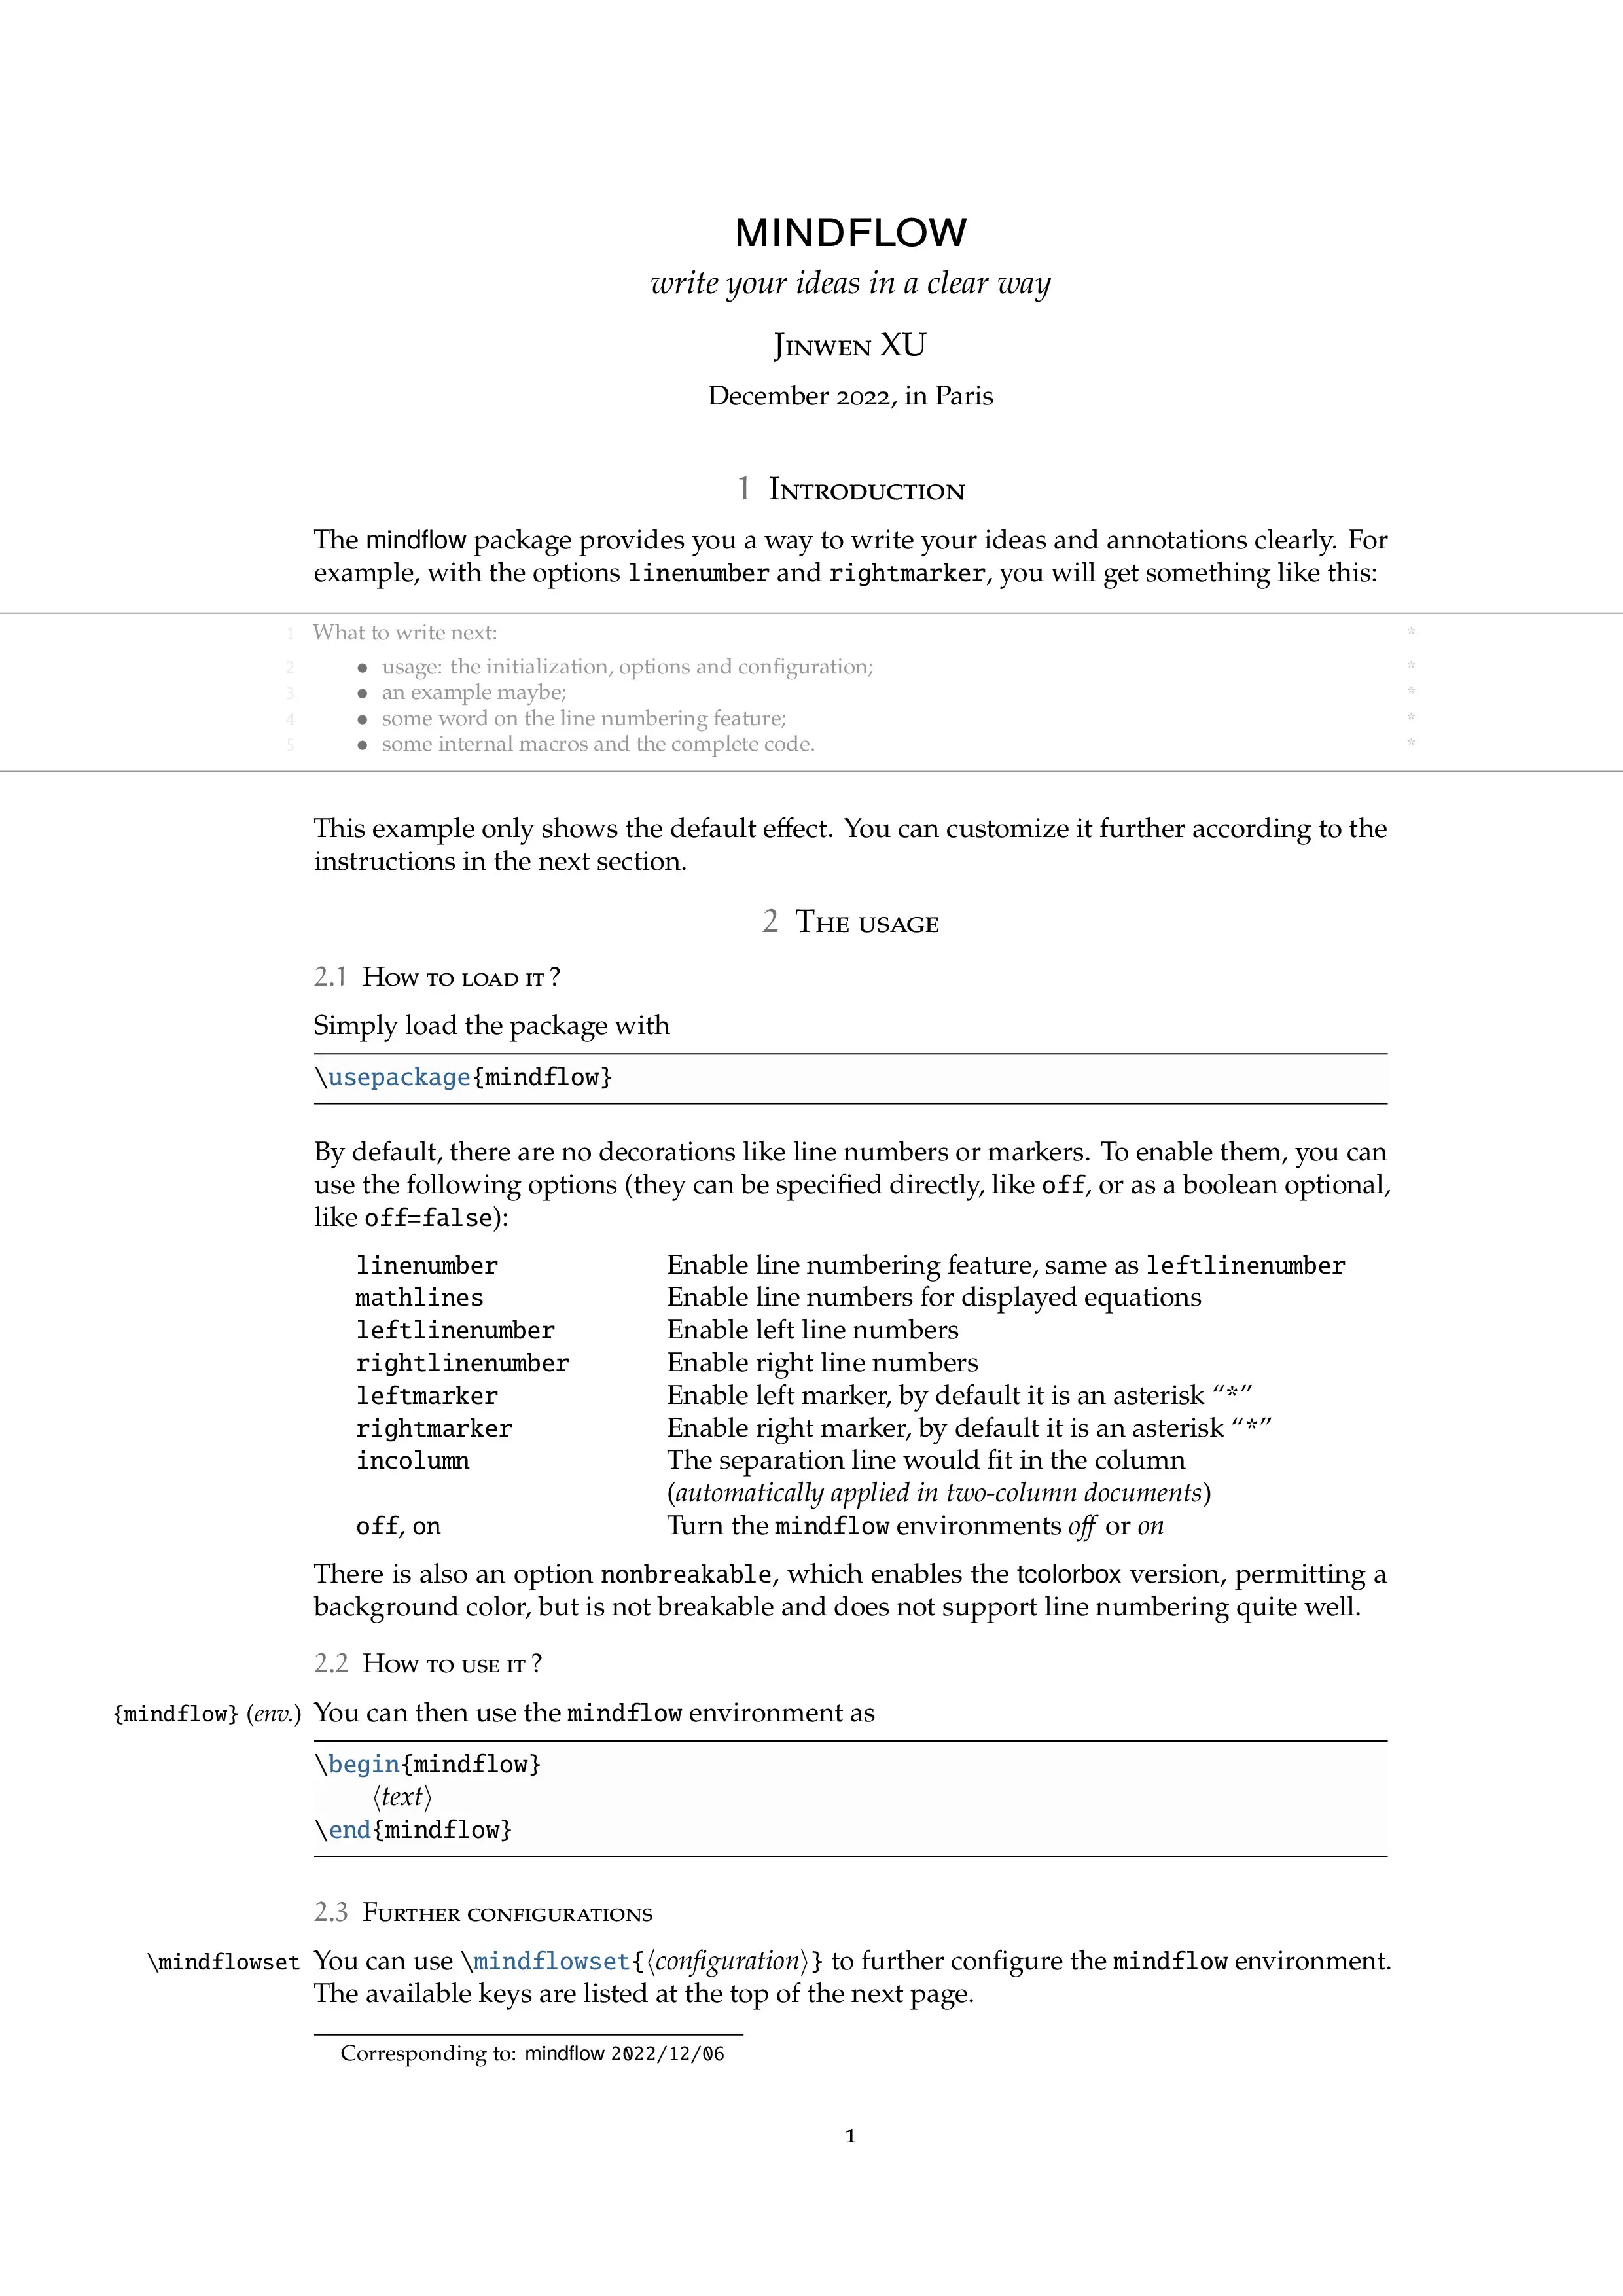 MINDFLOW
write your ideas in a clear way
Jinwen XU
December 2022, in Paris
1 Introduction
The mindflow package provides you a way to write your ideas and annotations clearly. For
example, with the options linenumber and rightmarker, you will get something like this:
1 What to write next: *
2 • usage: the initialization, options and configuration; *
3 • an example maybe; *
4 • some word on the line numbering feature; *
5 • some internal macros and the complete code. *
This example only shows the default effect. You can customize it further according to the
instructions in the next section.
2 The usage
2.1 How to load it?
Simply load the package with
\usepackage{mindflow}
By default, there are no decorations like line numbers or markers. To enable them, you can
use the following options (they can be specified directly, like off, or as a boolean optional,
like off=false):
linenumber Enable line numbering feature, same as leftlinenumber
mathlines Enable line numbers for displayed equations
leftlinenumber Enable left line numbers
rightlinenumber Enable right line numbers
leftmarker Enable left marker, by default it is an asterisk “*”
rightmarker Enable right marker, by default it is an asterisk “*”
incolumn The separation line would fit in the column
(automatically applied in two-column documents)
off, on Turn the mindflow environments off or on
There is also an option nonbreakable, which enables the tcolorbox version, permitting a
background color, but is not breakable and does not support line numbering quite well.
2.2 How to use it?
{mindflow} (env.) You can then use the mindflow environment as
\begin{mindflow}
⟨text⟩
\end{mindflow}
2.3 Further configurations
\mindflowset You can use \mindflowset{⟨configuration⟩} to further configure the mindflow environment.
The available keys are listed at the top of the next page.
Corresponding to: mindflow 2022/12/06
1